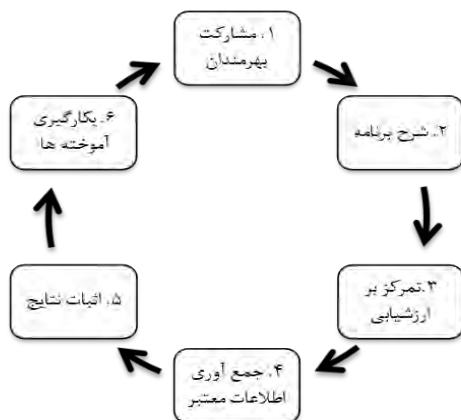 ۱. مشارکت
بهرمندان
۲. شرح برنامه
۳.تمرکز بر
ارزشیابی
۴. جمع آوری
اطلاعات معتبر
۵. اثبات نتایج
۶. بکارگیری
آموخته ها